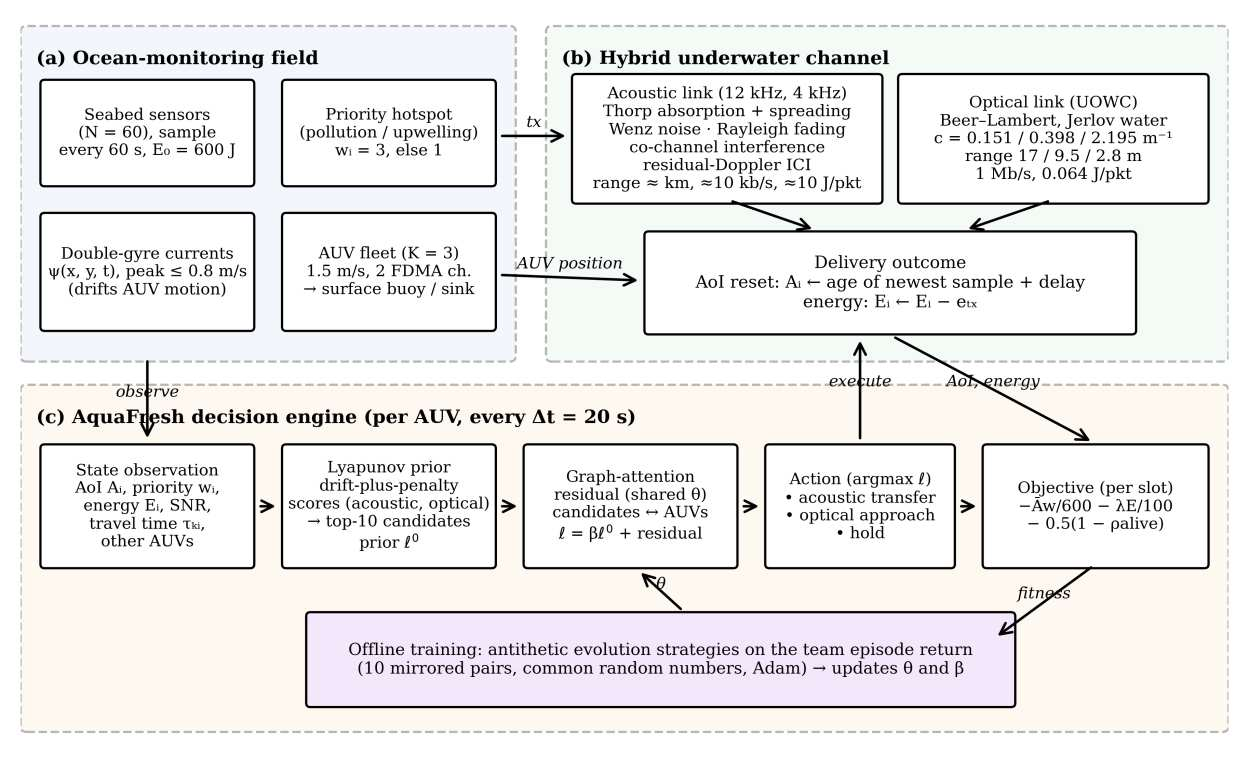 (a) Ocean-monitoring field
Seabed sensors
(N = 60), sample
every 60 s, E₀ = 600 J
Priority hotspot
(pollution / upwelling)
wᵢ = 3, else 1
Double-gyre currents
ψ(x, y, t), peak ≤ 0.8 m/s
(drifts AUV motion)
AUV fleet (K = 3)
1.5 m/s, 2 FDMA ch.
→ surface buoy / sink
tx
AUV position
(b) Hybrid underwater channel
Acoustic link (12 kHz, 4 kHz)
Thorp absorption + spreading
Wenz noise · Rayleigh fading
co-channel interference
residual-Doppler ICI
range ≈ km, ≈10 kb/s, ≈10 J/pkt
Optical link (UOWC)
Beer–Lambert, Jerlov water
c = 0.151 / 0.398 / 2.195 m⁻¹
range 17 / 9.5 / 2.8 m
1 Mb/s, 0.064 J/pkt
Delivery outcome
AoI reset: Aᵢ ← age of newest sample + delay
energy: Eᵢ ← Eᵢ − eₜₓ
observe
execute
AoI, energy
(c) AquaFresh decision engine (per AUV, every Δt = 20 s)
State observation
AoI Aᵢ, priority wᵢ,
energy Eᵢ, SNR,
travel time τₖᵢ,
other AUVs
Lyapunov prior
drift-plus-penalty
scores (acoustic, optical)
→ top-10 candidates
prior ℓ⁰
Graph-attention
residual (shared θ)
candidates ↔ AUVs
ℓ = βℓ⁰ + residual
Action (argmax ℓ)
• acoustic transfer
• optical approach
• hold
Objective (per slot)
−Āw/600 − λE/100
− 0.5(1 − ρalive)
θ
fitness
Offline training: antithetic evolution strategies on the team episode return
(10 mirrored pairs, common random numbers, Adam) → updates θ and β